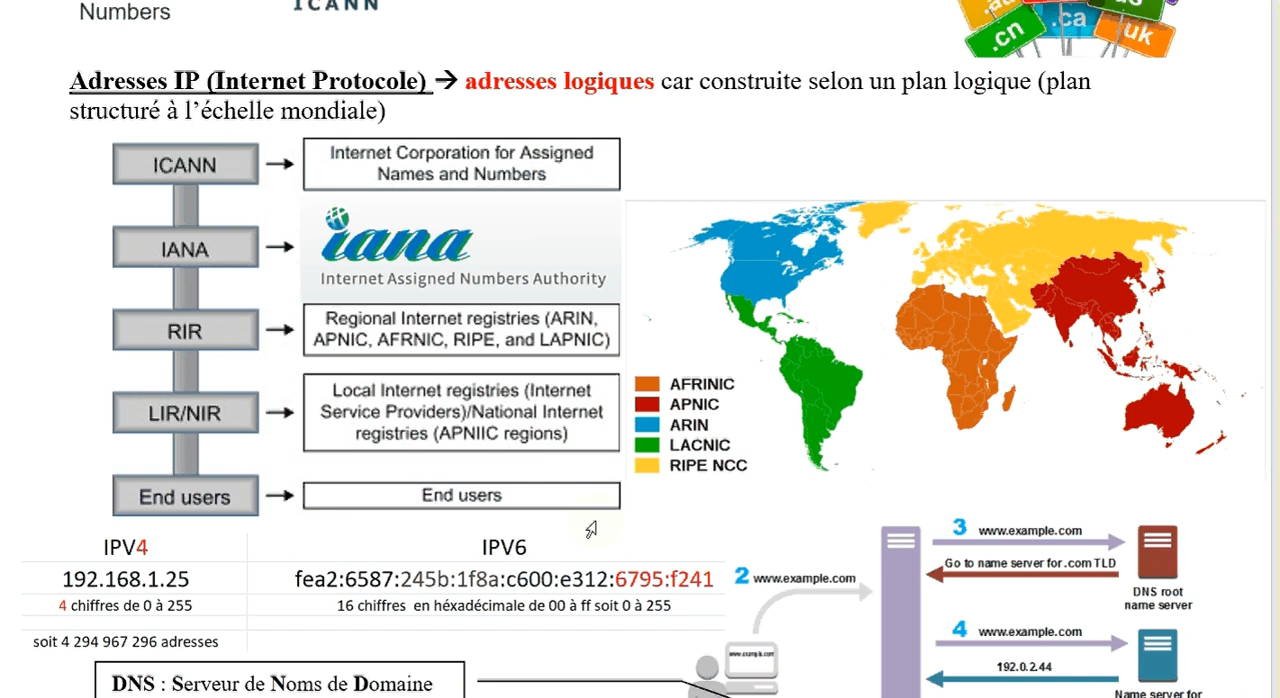 Numbers
ICANN
.au
.cn
.ca
uk
Adresses IP (Internet Protocole) → adresses logiques car construite selon un plan logique (plan
structuré à l’échelle mondiale)
ICANN
Internet Corporation for Assigned
Names and Numbers
IANA
iana
Internet Assigned Numbers Authority
RIR
Regional Internet registries (ARIN,
APNIC, AFRNIC, RIPE, and LAPNIC)
LIR/NIR
Local Internet registries (Internet
Service Providers)/National Internet
registries (APNIIC regions)
End users
End users
AFRINIC
APNIC
ARIN
LACNIC
RIPE NCC
IPV4
IPV6
192.168.1.25
fea2:6587:245b:1f8a:c600:e312:6795:f241
4 chiffres de 0 à 255
16 chiffres en héxadécimale de 00 à ff soit 0 à 255
soit 4 294 967 296 adresses
DNS : Serveur de Noms de Domaine
2 www.example.com
www.example.com
3 www.example.com
Go to name server for .com TLD
DNS root
name server
4 www.example.com
192.0.2.44
Name server for